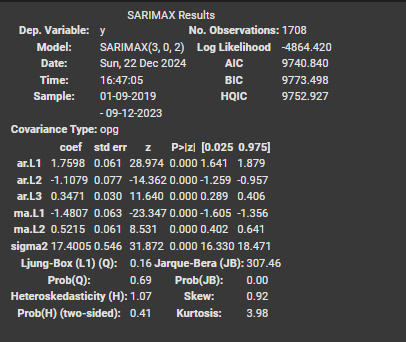 SARIMAX Results
Dep. Variable: y No. Observations: 1708
Model: SARIMAX(3, 0, 2) Log Likelihood -4864.420
Date: Sun, 22 Dec 2024 AIC 9740.840
Time: 16:47:05 BIC 9773.498
Sample: 01-09-2019 HQIC 9752.927
- 09-12-2023
Covariance Type: opg
coef std err z P>|z| [0.025 0.975]
ar.L1 1.7598 0.061 28.974 0.000 1.641 1.879
ar.L2 -1.1079 0.077 -14.362 0.000 -1.259 -0.957
ar.L3 0.3471 0.030 11.640 0.000 0.289 0.406
ma.L1 -1.4807 0.063 -23.347 0.000 -1.605 -1.356
ma.L2 0.5215 0.061 8.531 0.000 0.402 0.641
sigma2 17.4005 0.546 31.872 0.000 16.330 18.471
Ljung-Box (L1) (Q): 0.16 Jarque-Bera (JB): 307.46
Prob(Q): 0.69 Prob(JB): 0.00
Heteroskedasticity (H): 1.07 Skew: 0.92
Prob(H) (two-sided): 0.41 Kurtosis: 3.98